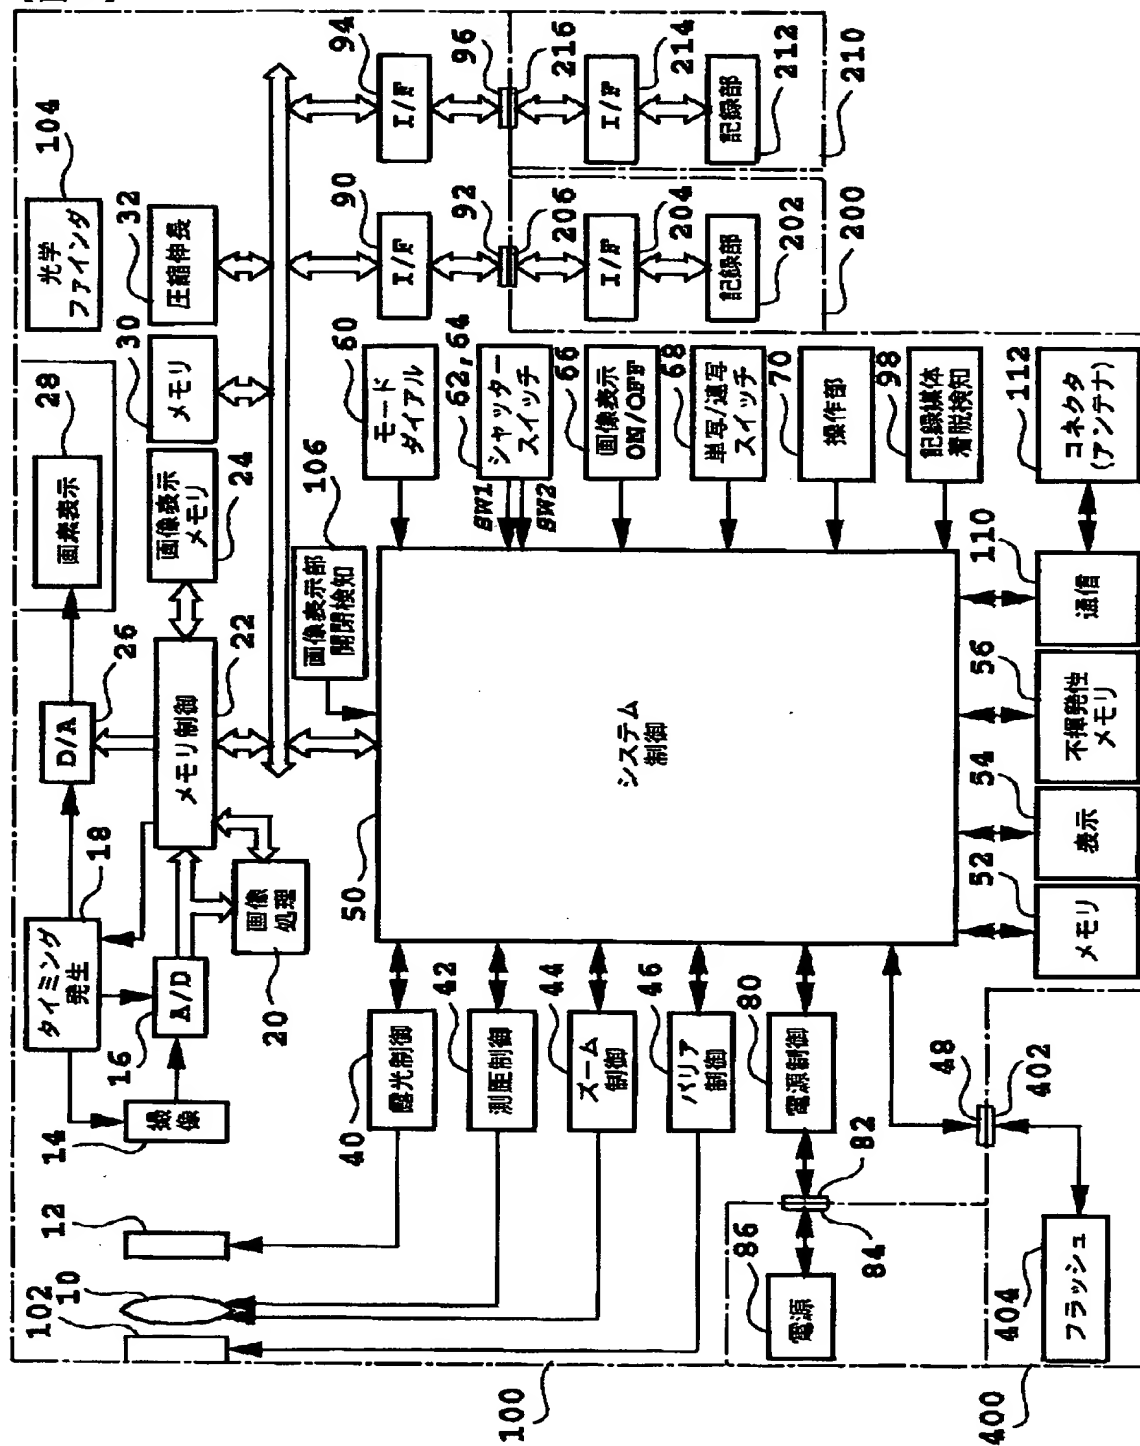 102
10
12
14
撮像
16
A/D
タイミング
発生
18
20
画像
処理
D/A
26
メモリ制御
22
画素表示
28
画像表示
メモリ
24
メモリ
30
圧縮伸長
32
光学
ファインダ
104
画像表示部
開閉検知
106
94
I/F
96
216
I/F
214
記録部
212
210
90
I/F
92
206
I/F
204
記録部
202
200
モード
ダイアル
60
シャッター
スイッチ
62,64
SW1
SW2
画像表示
ON/OFF
66
単写/連写
スイッチ
68
操作部
70
記録媒体
着脱検知
98
コネクタ
(アンテナ)
112
システム
制御
50
露光制御
40
測距制御
42
ズーム
制御
44
バリア
制御
46
電源制御
80
82
84
電源
86
48
402
フラッシュ
404
メモリ
52
表示
54
不揮発性
メモリ
56
通信
110
100
400